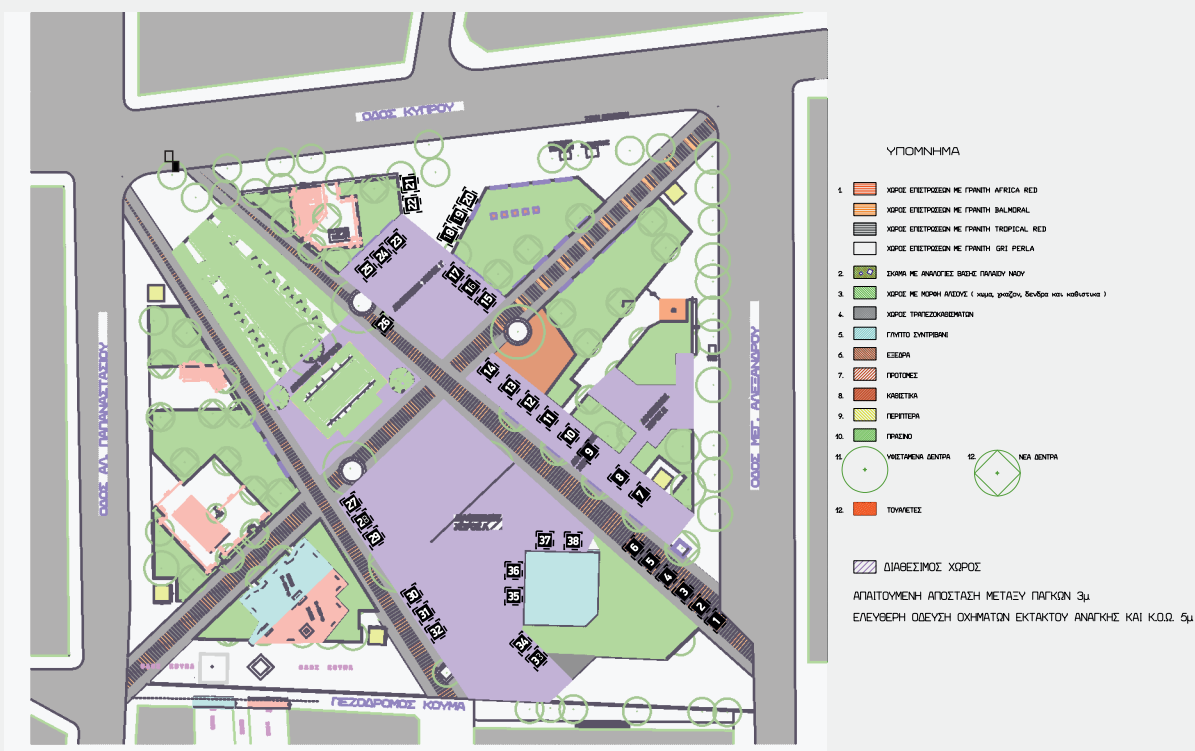 ΟΔΟΣ ΚΥΠΡΟΥ
ΥΠΟΜΝΗΜΑ
1. ΧΩΡΟΣ ΕΠΙΣΤΡΩΣΕΩΝ ΜΕ ΓΡΑΝΙΤΗ AFRICA RED
ΧΩΡΟΣ ΕΠΙΣΤΡΩΣΕΩΝ ΜΕ ΓΡΑΝΙΤΗ BALMORAL
ΧΩΡΟΣ ΕΠΙΣΤΡΩΣΕΩΝ ΜΕ ΓΡΑΝΙΤΗ TROPICAL RED
ΧΩΡΟΣ ΕΠΙΣΤΡΩΣΕΩΝ ΜΕ ΓΡΑΝΙΤΗ GRI PERLA
2. ΣΚΑΜΑ ΜΕ ΑΝΑΛΟΓΙΕΣ ΒΑΣΗΣ ΠΑΛΑΙΟΥ ΝΑΟΥ
3. ΧΩΡΟΣ ΜΕ ΜΟΡΦΗ ΑΛΣΟΥΣ ( χωμα, γκαζον, δενδρα και καθιστικα )
4. ΧΩΡΟΣ ΤΡΑΠΕΖΟΚΑΘΙΣΜΑΤΩΝ
5. ΓΛΥΠΤΟ ΣΥΝΤΡΙΒΑΝΙ
6. ΕΞΕΔΡΑ
7. ΠΡΟΤΟΜΕΣ
8. ΚΑΘΙΣΤΙΚΑ
9. ΠΕΡΙΠΤΕΡΑ
10. ΠΡΑΣΙΝΟ
11. ΥΦΙΣΤΑΜΕΝΑ ΔΕΝΤΡΑ
12. ΝΕΑ ΔΕΝΤΡΑ
12. ΤΟΥΑΛΕΤΕΣ
ΔΙΑΘΕΣΙΜΟΣ ΧΩΡΟΣ
ΑΠΑΙΤΟΥΜΕΝΗ ΑΠΟΣΤΑΣΗ ΜΕΤΑΞΥ ΠΑΓΚΩΝ 3μ
ΕΛΕΥΘΕΡΗ ΟΔΕΥΣΗ ΟΧΗΜΑΤΩΝ ΕΚΤΑΚΤΟΥ ΑΝΑΓΚΗΣ ΚΑΙ Κ.Ο.Ω. 5μ
ΟΔΟΣ ΑΛ. ΠΑΠΑΝΑΣΤΑΣΙΟΥ
ΟΔΟΣ ΜΕΓ. ΑΛΕΞΑΝΔΡΟΥ
ΠΕΖΟΔΡΟΜΟΣ ΚΟΥΜΑ
21
22
20
19
18
23
24
25
17
16
15
26
14
13
12
11
10
9
8
7
6
5
4
3
2
1
37
38
36
35
30
31
32
34
33